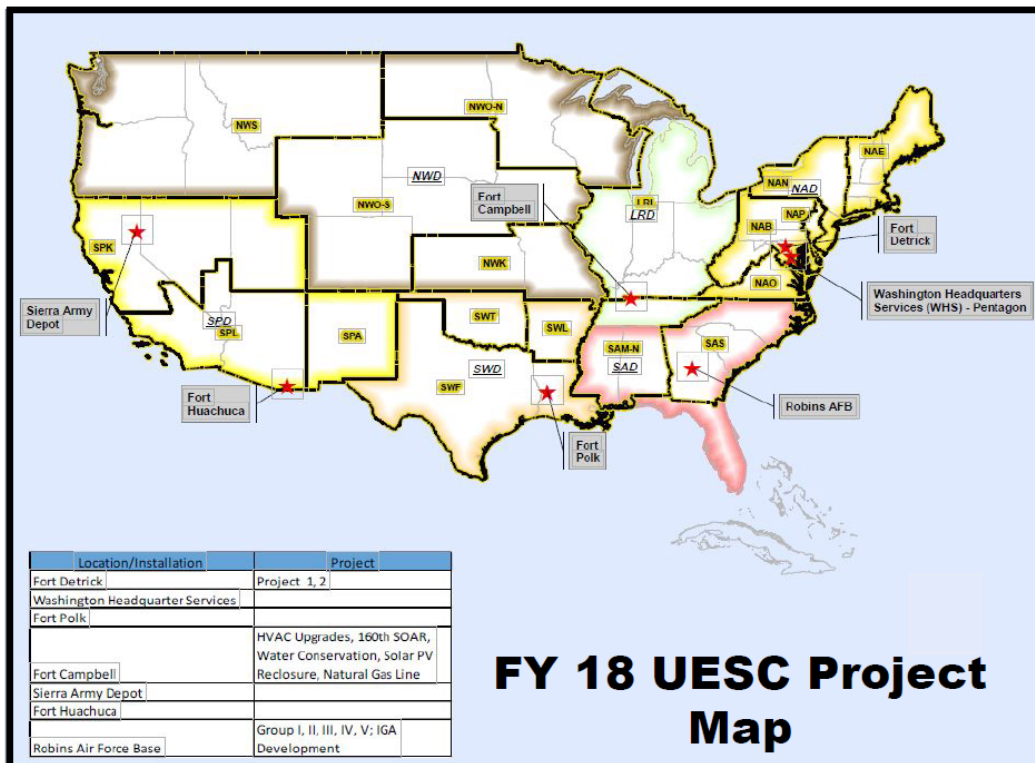 NWS
NWO-N
NWD
NWO-S
NWK
Fort
Campbell
LRL
LRD
NAE
NAN
NAD
NAP
NAB
NAO
Fort
Detrick
Washington Headquarters
Services (WHS) - Pentagon
SPK
Sierra Army
Depot
SPD
SPL
SPA
Fort
Huachuca
SWT
SWL
SWD
SWF
Fort
Polk
SAM-N
SAD
SAS
Robins AFB
Location/Installation Project
Fort Detrick Project 1, 2
Washington Headquarter Services
Fort Polk
HVAC Upgrades, 160th SOAR,
Water Conservation, Solar PV
Fort Campbell Reclosure, Natural Gas Line
Sierra Army Depot
Fort Huachuca
Group I, II, III, IV, V; IGA
Robins Air Force Base Development
FY 18 UESC Project
Map